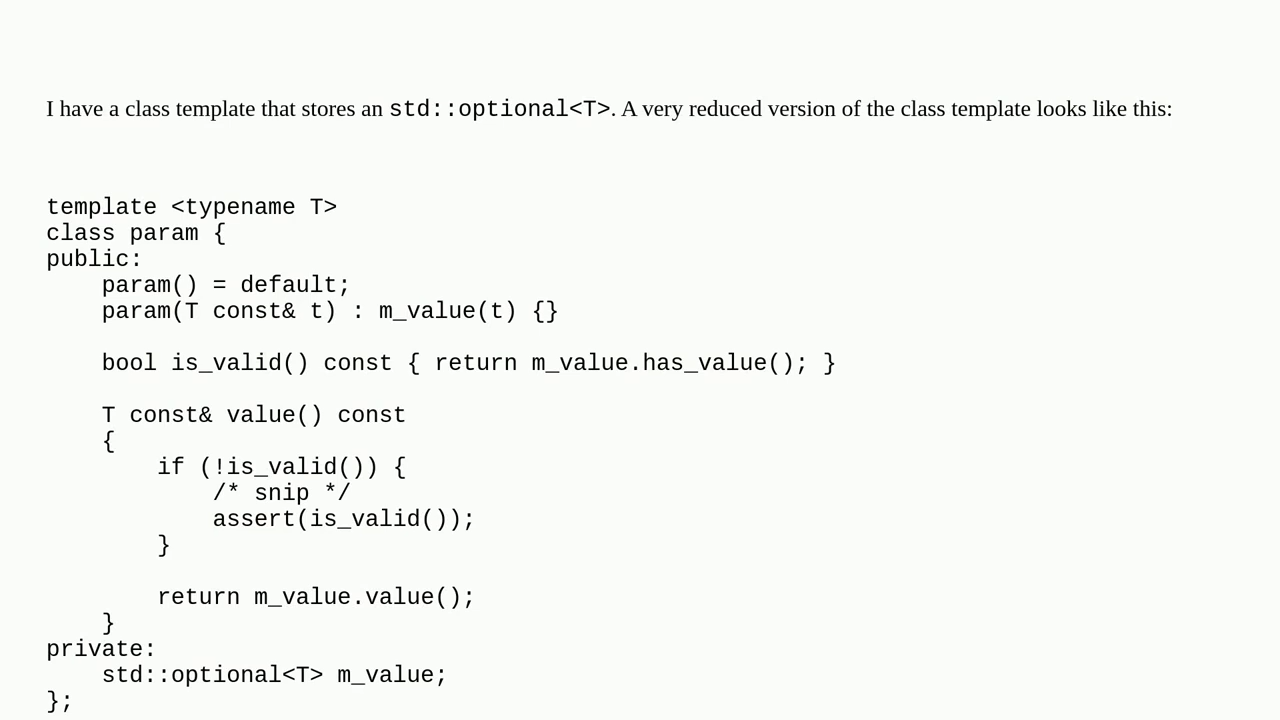 I have a class template that stores an std::optional<T>. A very reduced version of the class template looks like this:
template <typename T>
class param {
public:
    param() = default;
    param(T const& t) : m_value(t) {}
    bool is_valid() const { return m_value.has_value(); }
    T const& value() const
    {
        if (!is_valid()) {
            /* snip */
            assert(is_valid());
        }
        return m_value.value();
    }
private:
    std::optional<T> m_value;
};